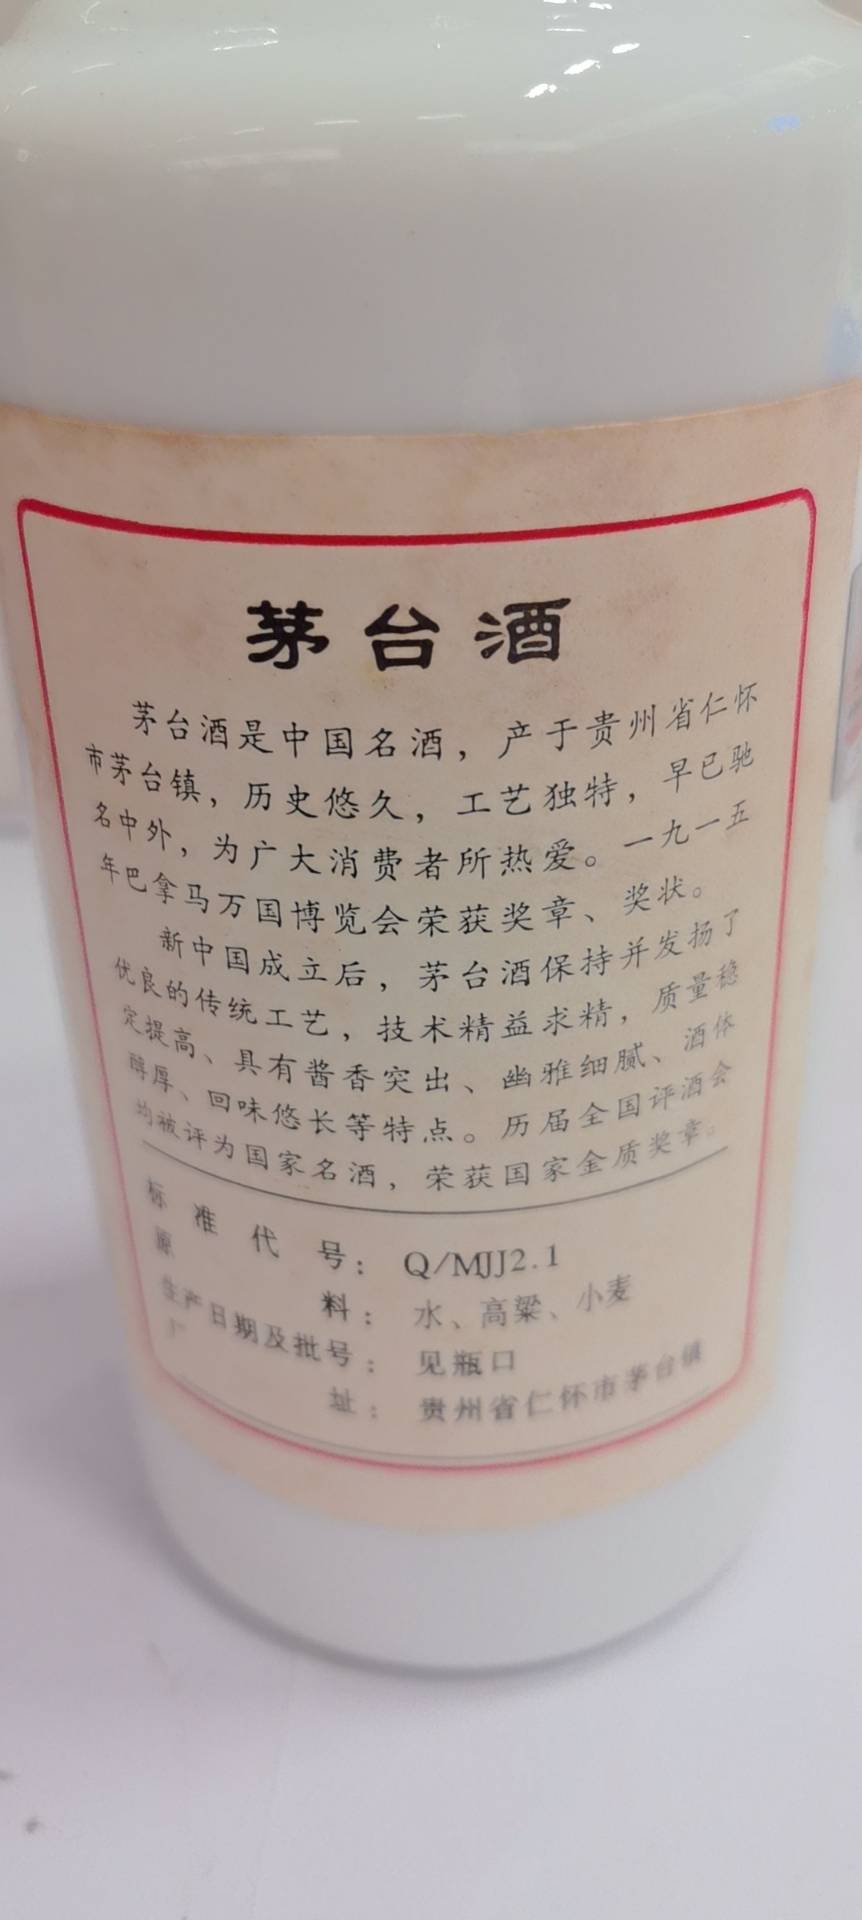 茅台酒
茅台酒是中国名酒，产于贵州省仁怀
市茅台镇，历史悠久，工艺独特，早已驰
名中外，为广大消费者所热爱。一九一五
年巴拿马万国博览会荣获奖章、奖状。
新中国成立后，茅台酒保持并发扬了
优良的传统工艺，技术精益求精，质量稳
定提高、具有酱香突出、幽雅细腻、酒体
醇厚、回味悠长等特点。历届全国评酒会
均被评为国家名酒，荣获国家金质奖章。
标准代号：Q/MJJ2.1
原料：水、高粱、小麦
生产日期及批号：见瓶口
厂址：贵州省仁怀市茅台镇